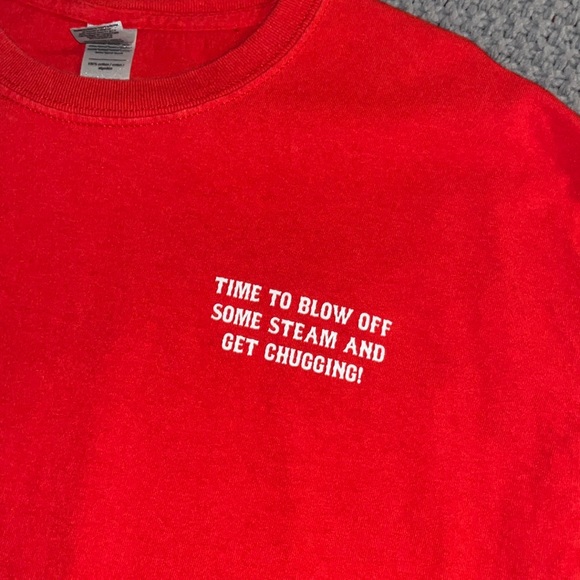 TIME TO BLOW OFF
SOME STEAM AND
GET CHUGGING!